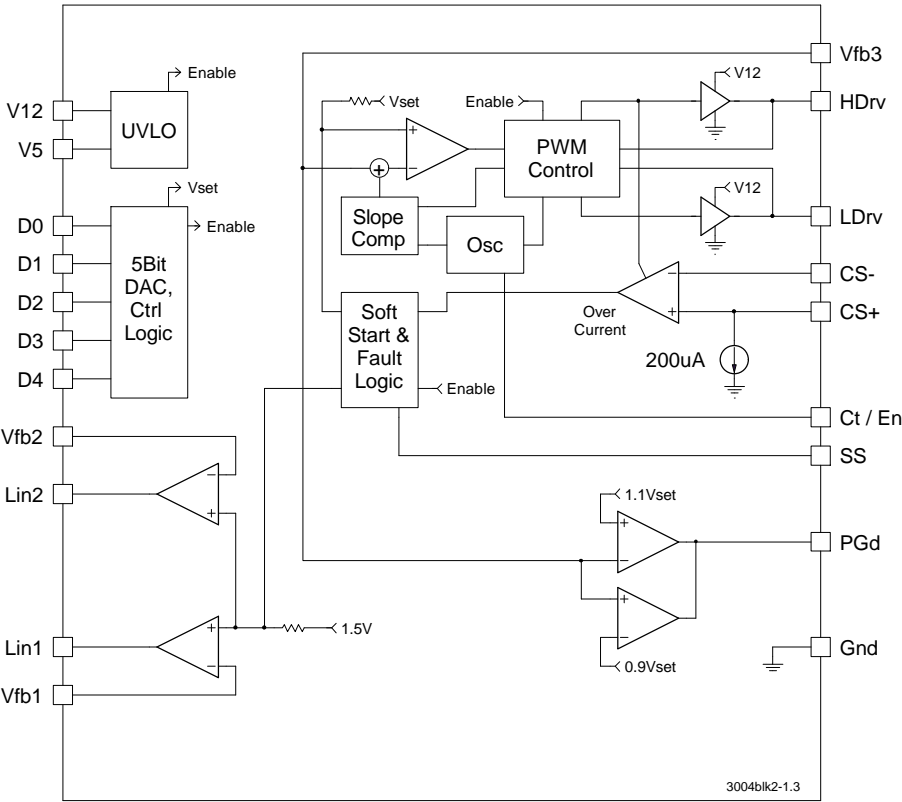 Vfb3
Enable
V12
V12
UVLO
V5
Vset
Enable
PWM
Control
V12
HDrv
+
−
+
Vset
Enable
D0
D1
D2
D3
D4
5Bit
DAC,
Ctrl
Logic
Slope
Comp
Osc
V12
LDrv
CS-
CS+
−
+
Over
Current
200uA
Soft
Start &
Fault
Logic
Enable
Ct / En
SS
Vfb2
Lin2
−
+
1.1Vset
+
−
PGd
+
−
0.9Vset
Lin1
Vfb1
+
−
1.5V
Gnd
3004blk2-1.3